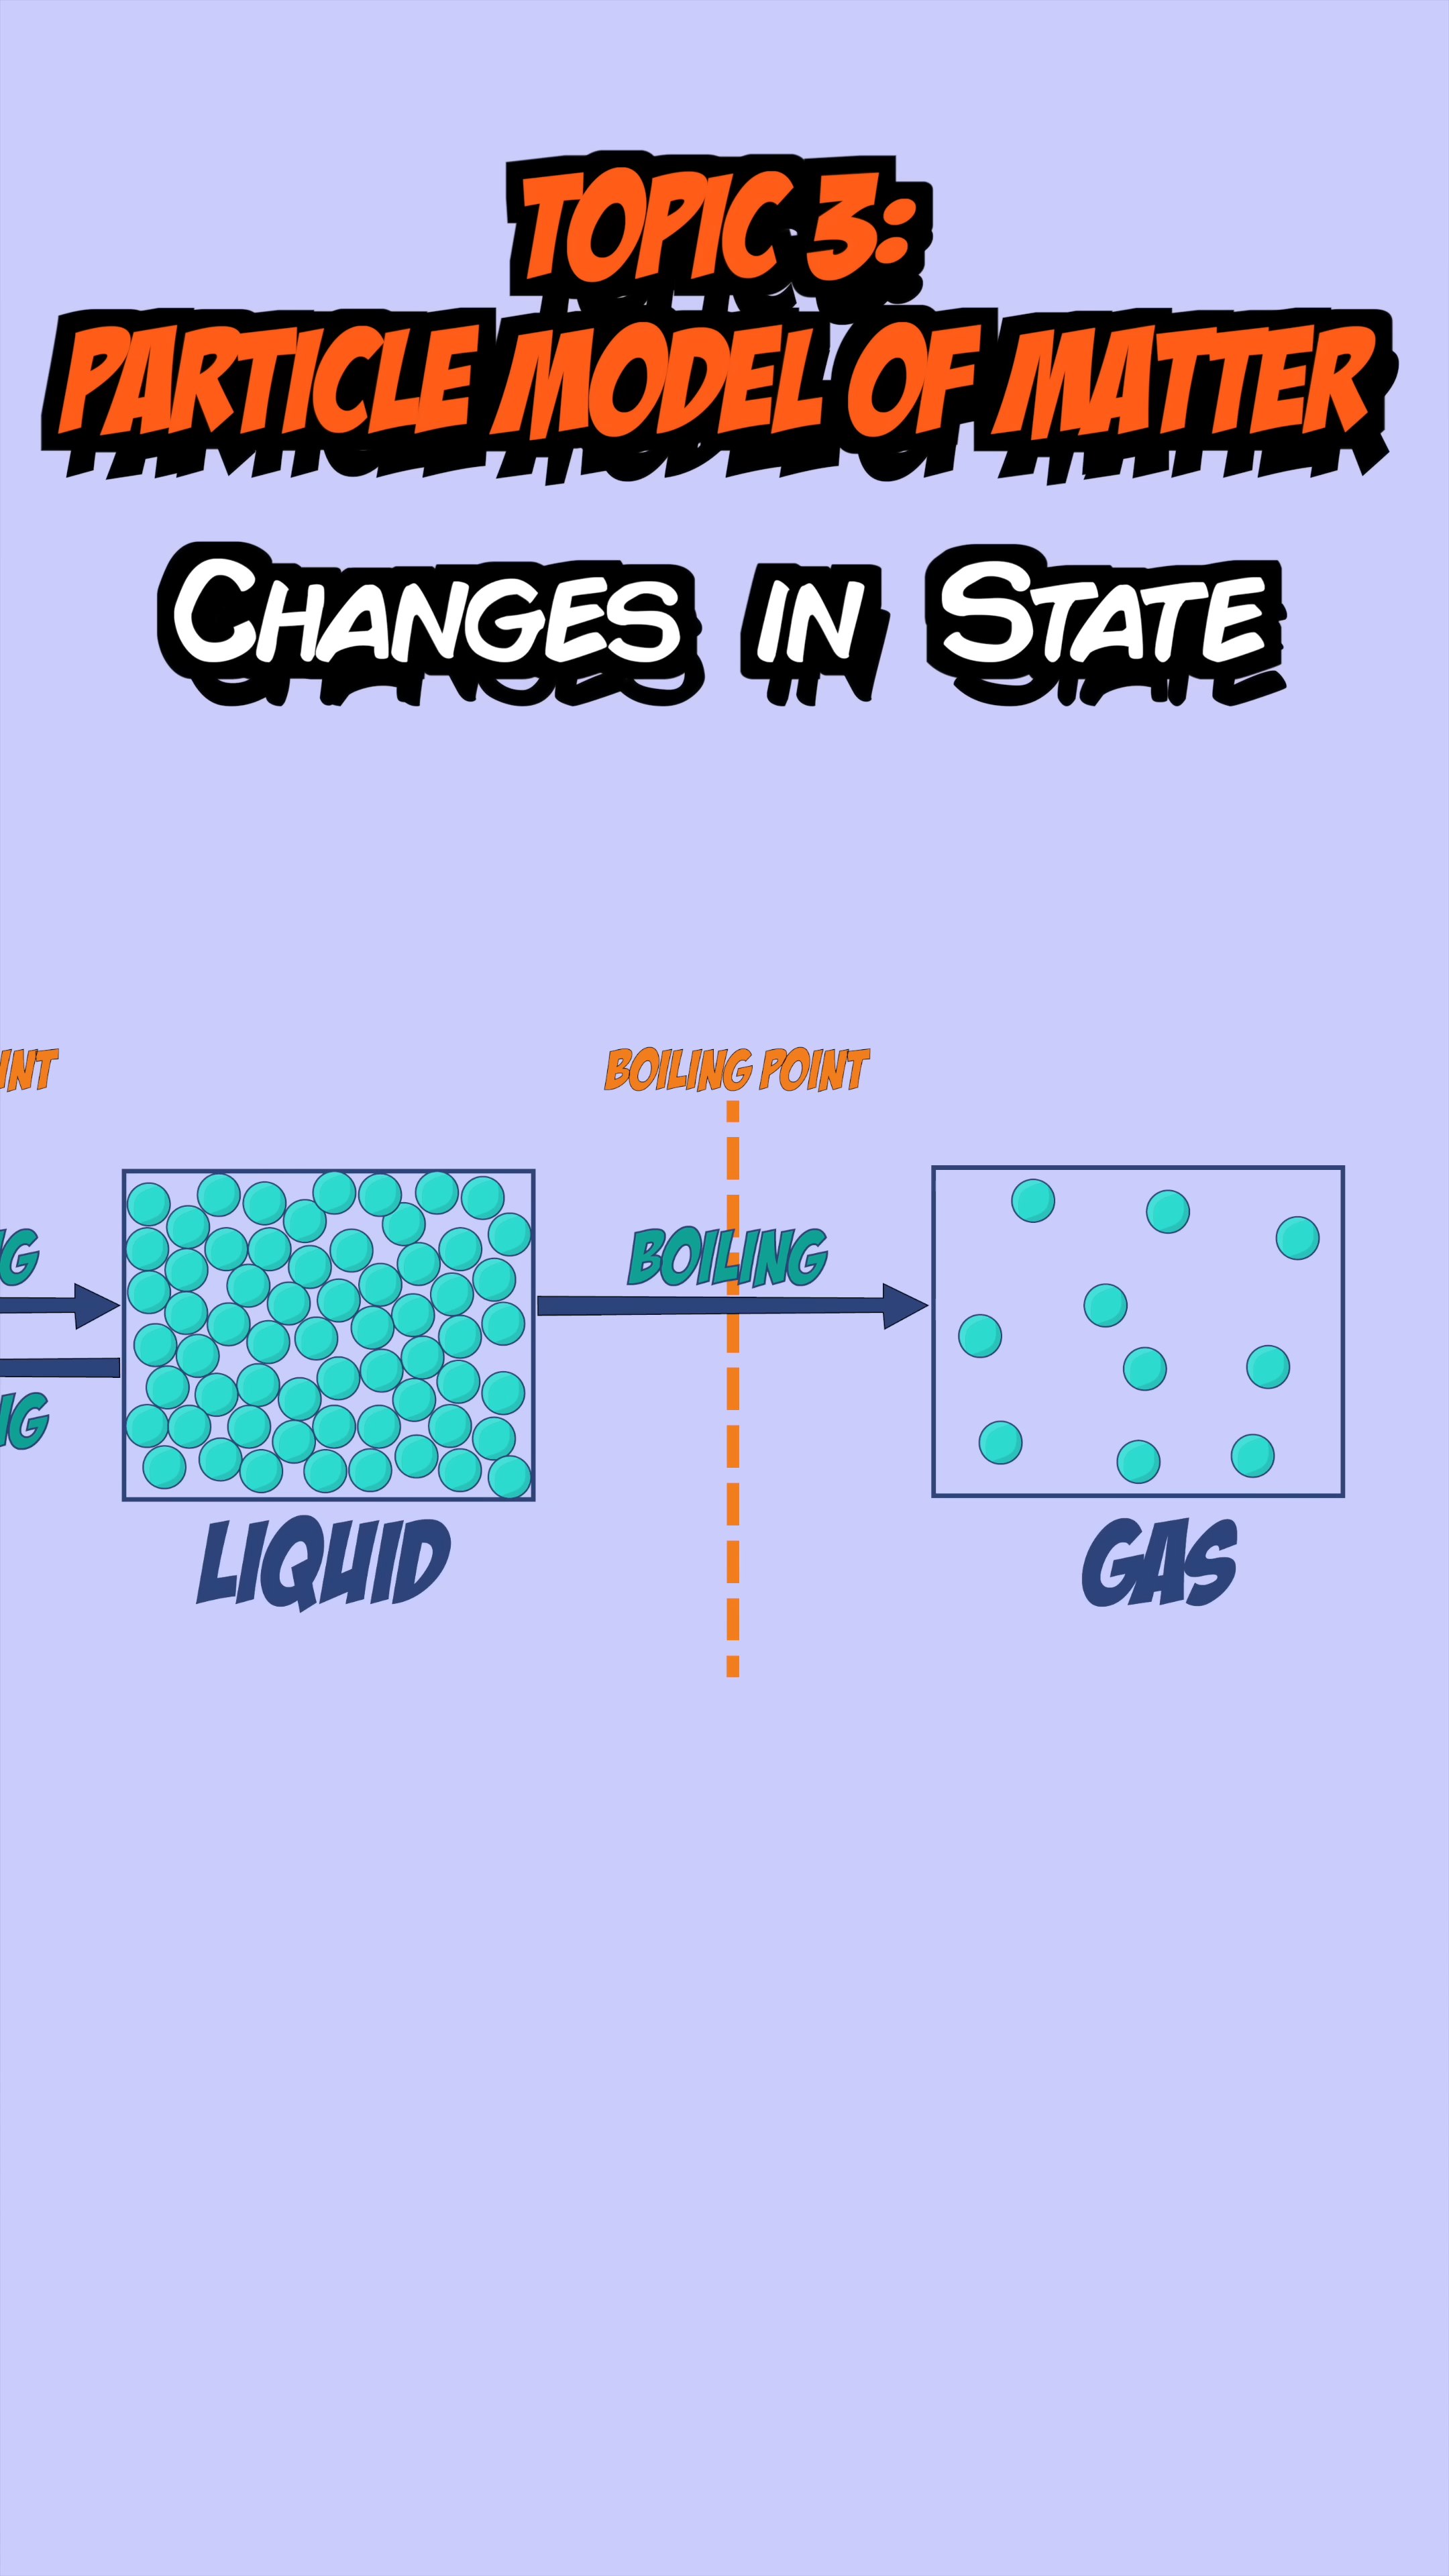 TOPIC 3:
PARTICLE MODEL OF MATTER
CHANGES IN STATE
BOILING POINT
BOILING
LIQUID
GAS